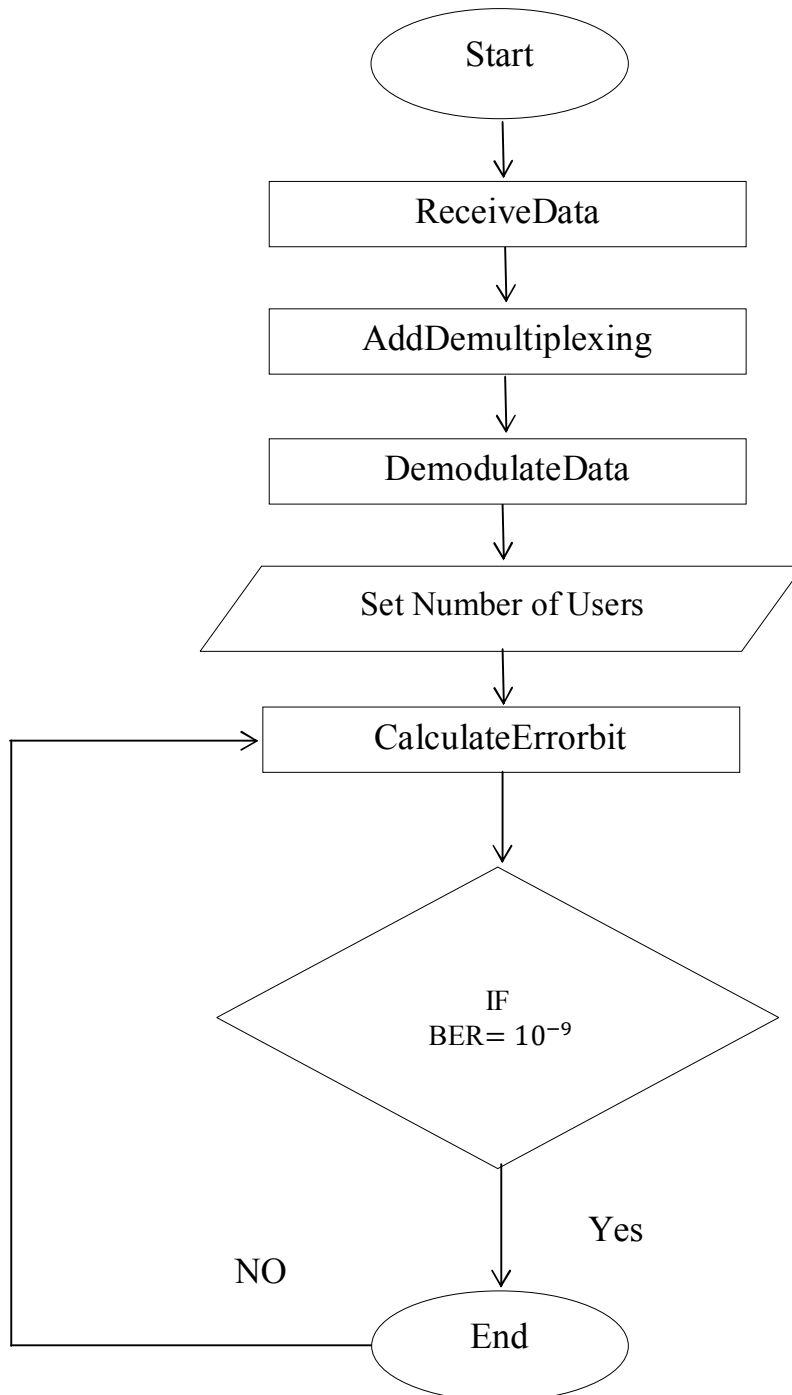 Start
ReceiveData
AddDemultiplexing
DemodulateData
Set Number of Users
CalculateErrorbit
IF
BER= 10⁻⁹
Yes
NO
End